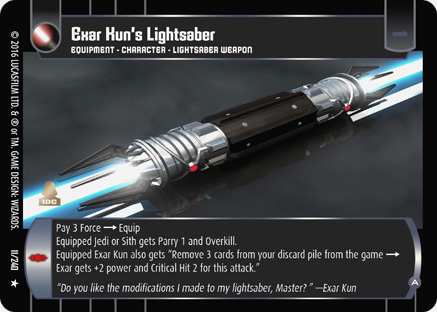 Exar Kun's Lightsaber
EQUIPMENT - CHARACTER - LIGHTSABER WEAPON
© 2016 LUCASFILM LTD. & ® or TM. GAME DESIGN: WIZARDS.
11/240
IDC
Pay 3 Force → Equip
Equipped Jedi or Sith gets Parry 1 and Overkill.
Equipped Exar Kun also gets "Remove 3 cards from your discard pile from the game →
Exar gets +2 power and Critical Hit 2 for this attack."
"Do you like the modifications I made to my lightsaber, Master?" —Exar Kun
A